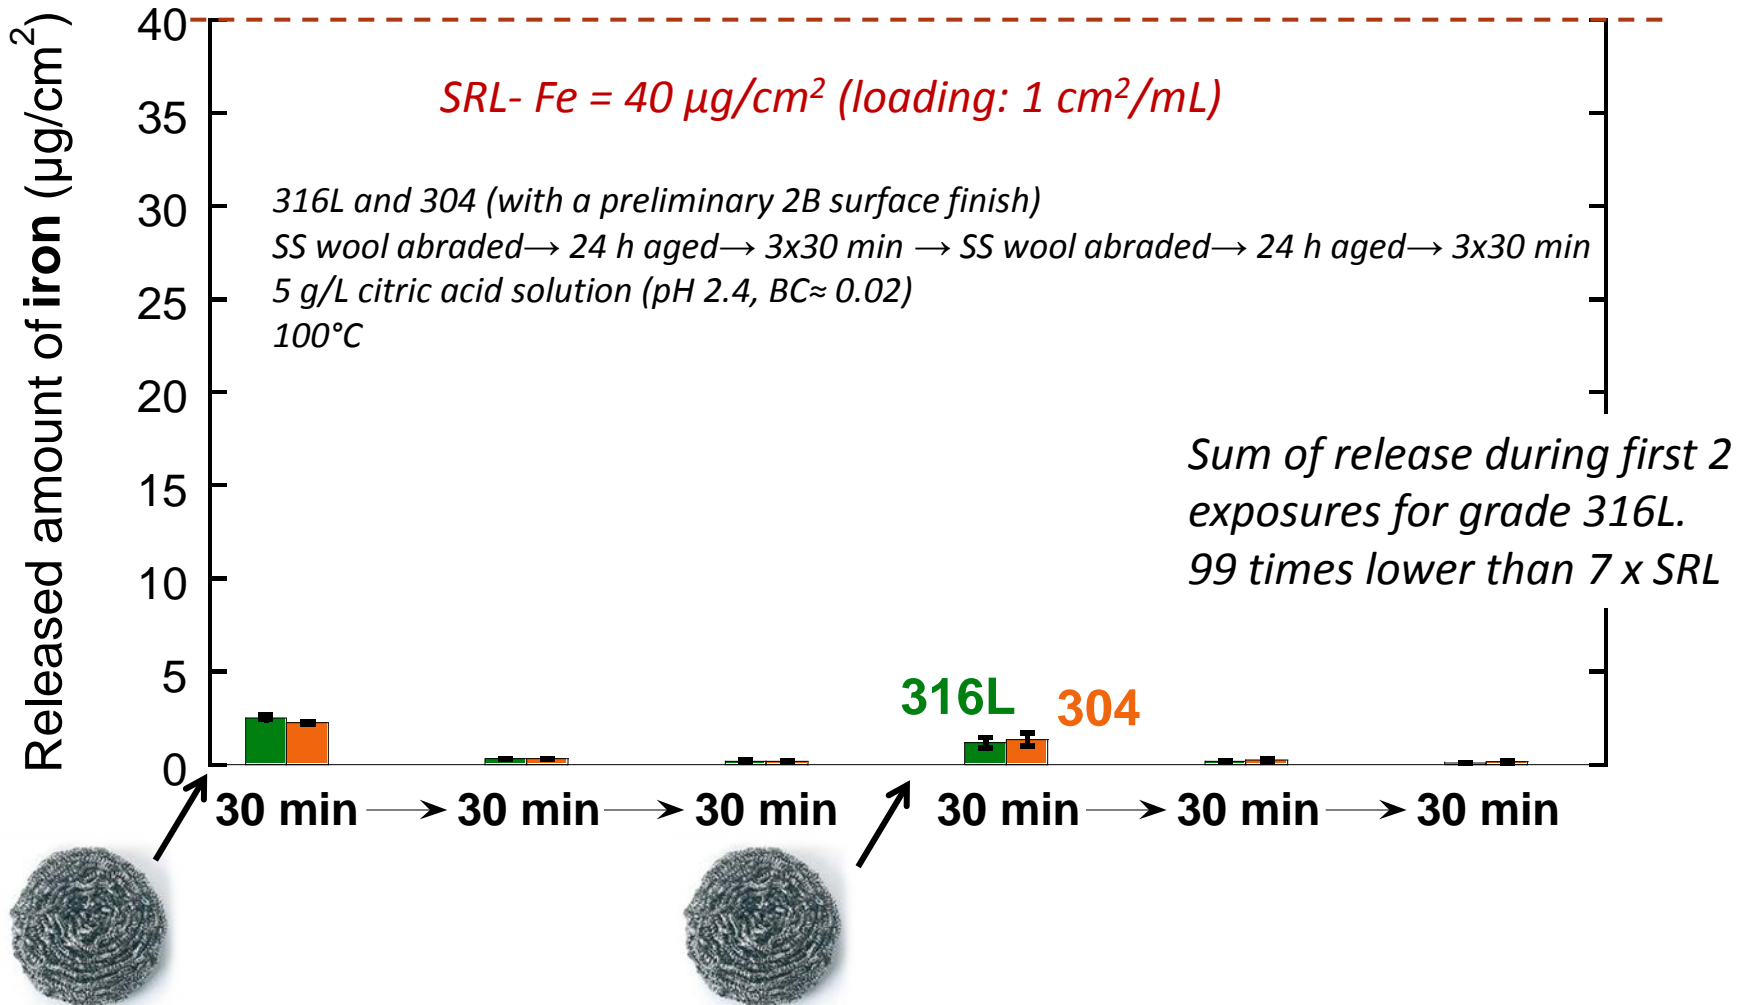 Released amount of iron (µg/cm²)
40
35
30
25
20
15
10
5
0
SRL- Fe = 40 µg/cm² (loading: 1 cm²/mL)
316L and 304 (with a preliminary 2B surface finish)
SS wool abraded→ 24 h aged→ 3x30 min → SS wool abraded→ 24 h aged→ 3x30 min
5 g/L citric acid solution (pH 2.4, BC≈ 0.02)
100°C
Sum of release during first 2
exposures for grade 316L.
99 times lower than 7 x SRL
316L 304
30 min → 30 min → 30 min 30 min → 30 min → 30 min